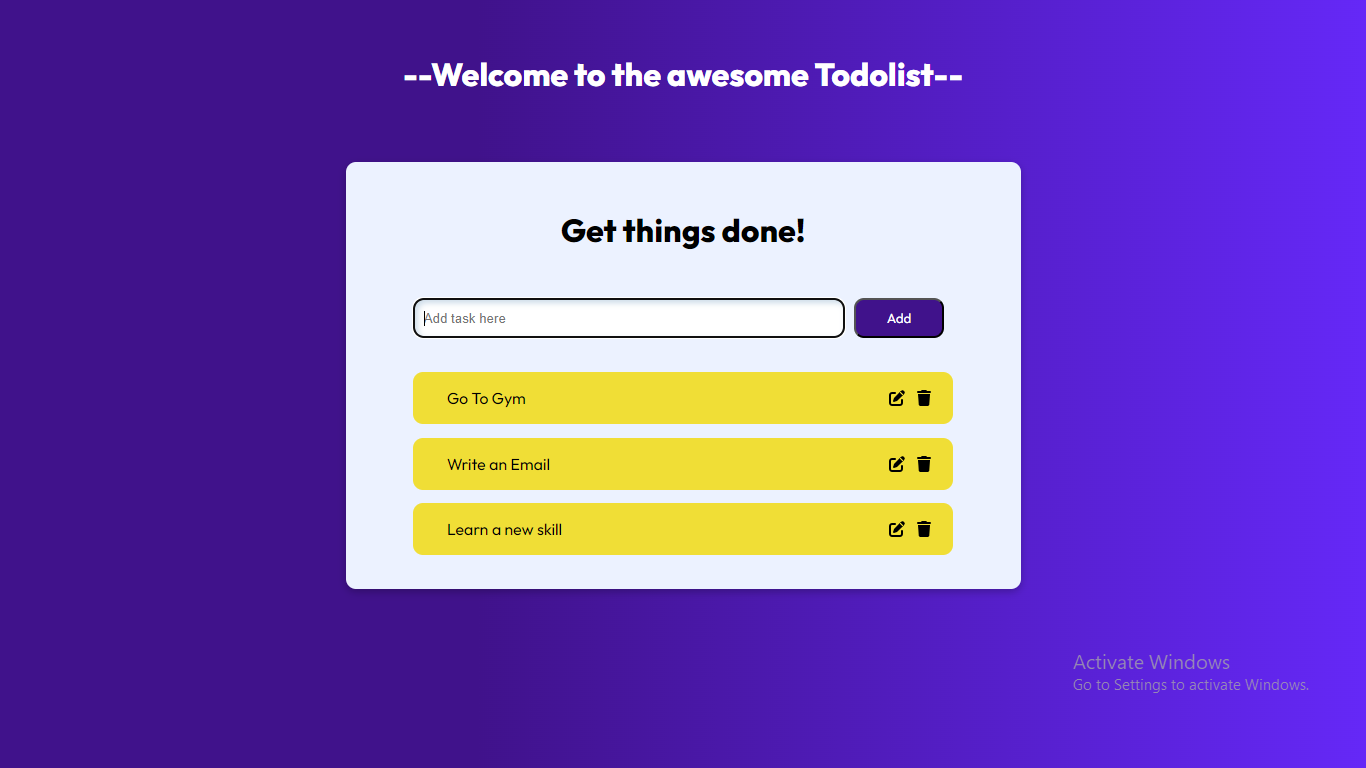 --Welcome to the awesome Todolist--
Get things done!
Add task here
Add
Go To Gym
Write an Email
Learn a new skill
Activate Windows
Go to Settings to activate Windows.